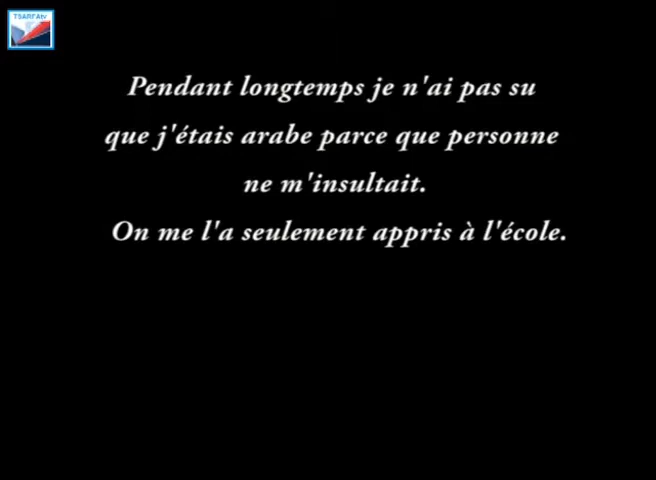 TSARFAtv
Pendant longtemps je n'ai pas su
que j'étais arabe parce que personne
ne m'insultait.
On me l'a seulement appris à l'école.